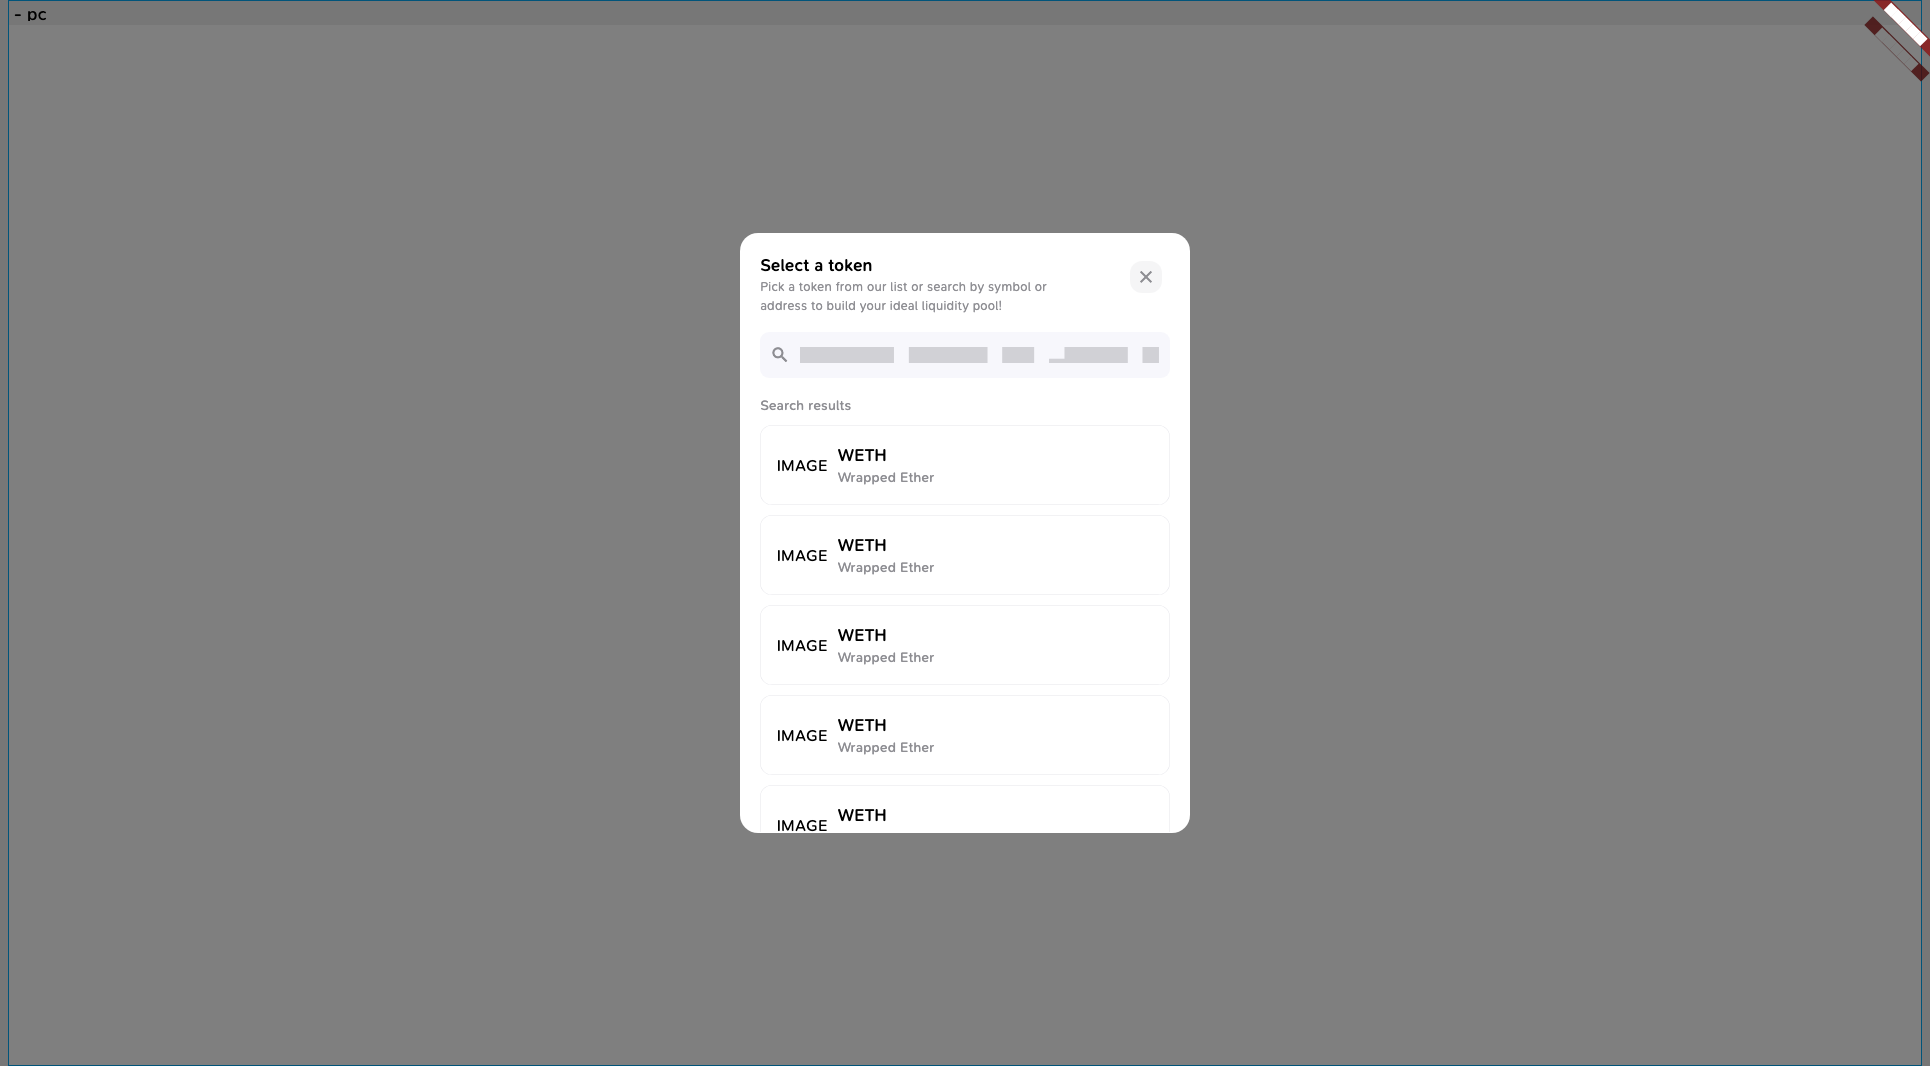 - pc
Select a token
Pick a token from our list or search by symbol or
address to build your ideal liquidity pool!
Search results
IMAGE
WETH
Wrapped Ether
IMAGE
WETH
Wrapped Ether
IMAGE
WETH
Wrapped Ether
IMAGE
WETH
Wrapped Ether
IMAGE
WETH